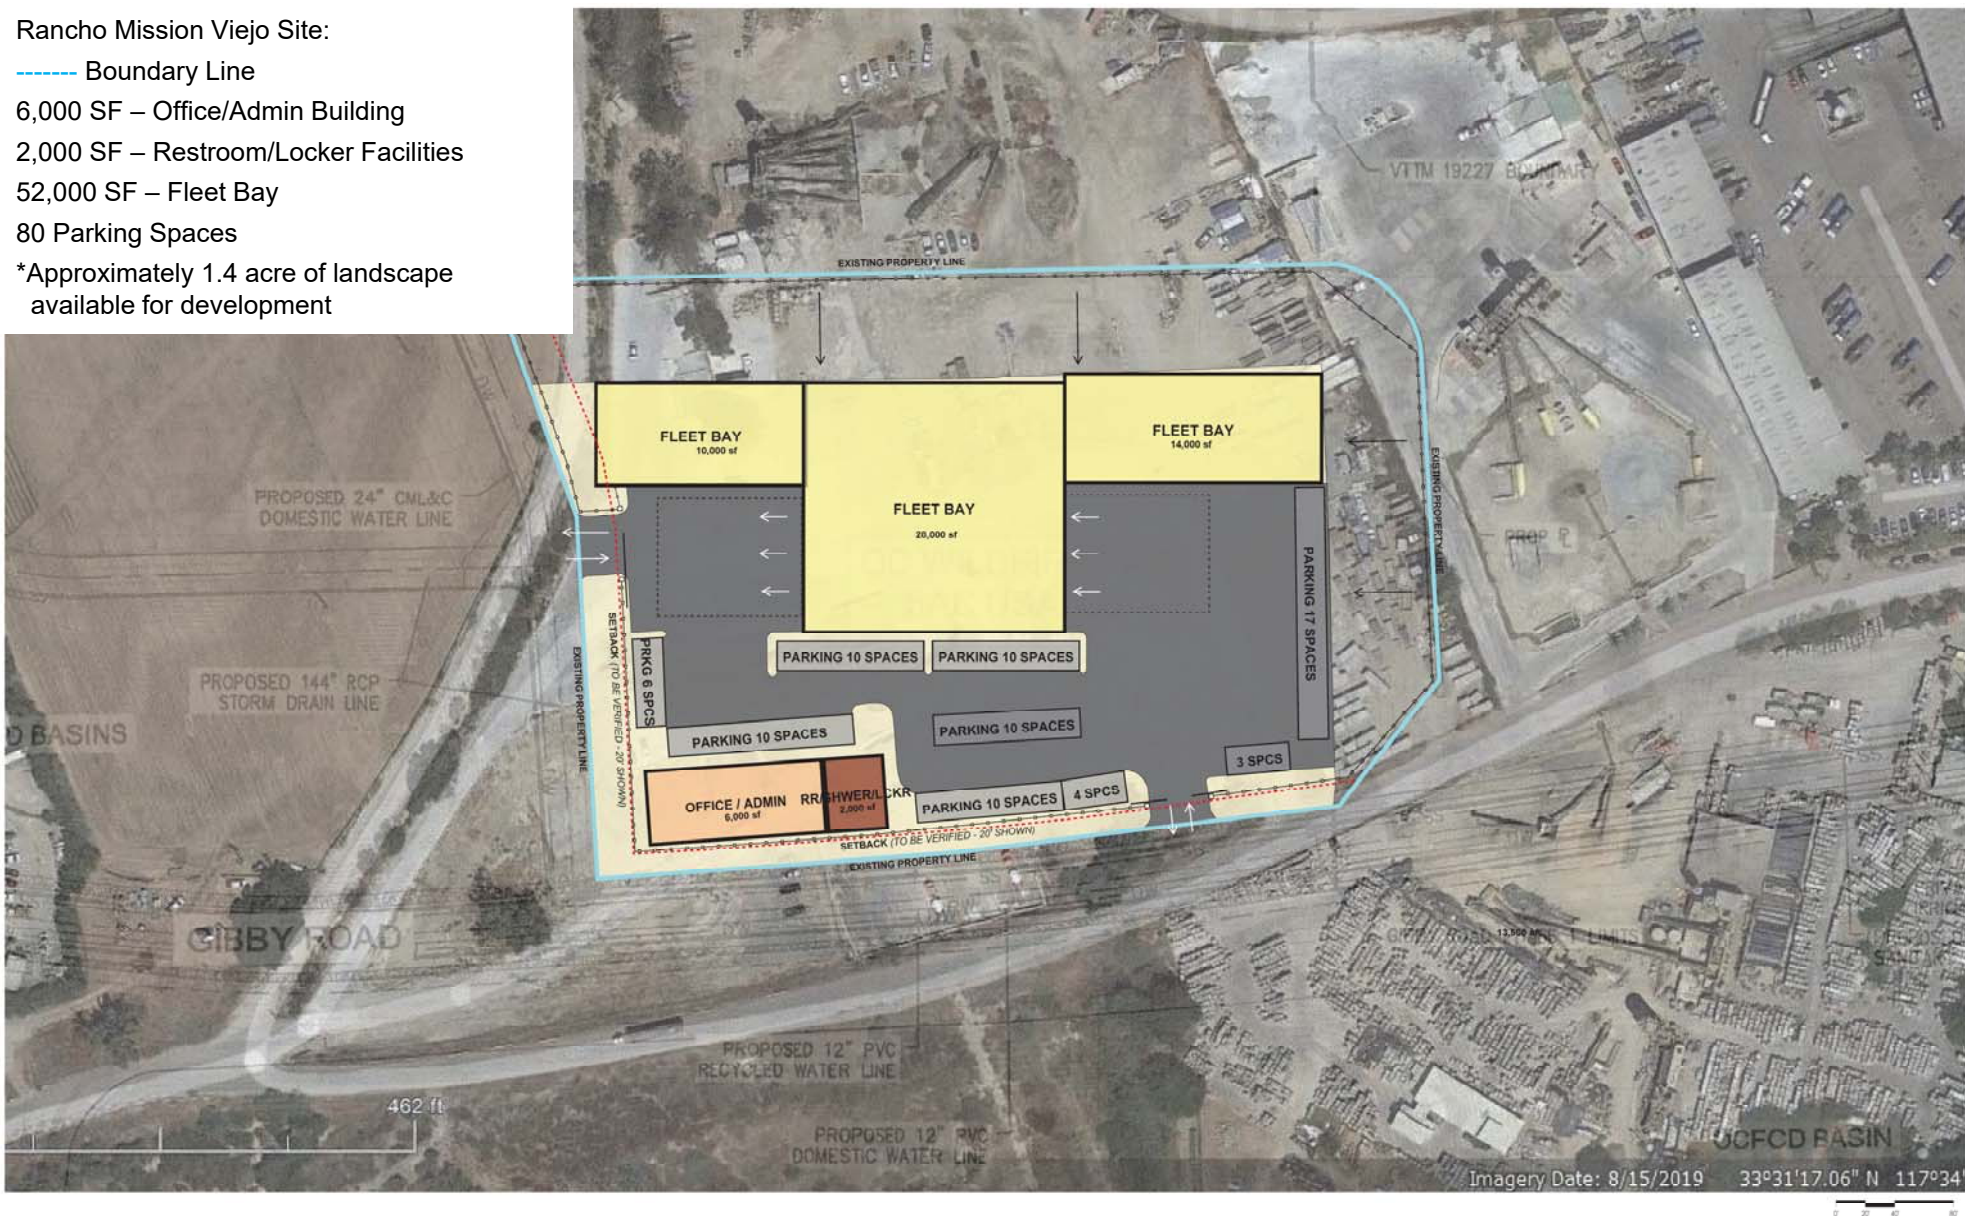 Rancho Mission Viejo Site:
------- Boundary Line
6,000 SF – Office/Admin Building
2,000 SF – Restroom/Locker Facilities
52,000 SF – Fleet Bay
80 Parking Spaces
*Approximately 1.4 acre of landscape
available for development
VTTM 19227 BOUNDARY
EXISTING PROPERTY LINE
FLEET BAY
10,000 sf
FLEET BAY
14,000 sf
FLEET BAY
20,000 sf
EXISTING PROPERTY LINE
PROPOSED 24" CML&C
DOMESTIC WATER LINE
DW
PROP PL
PARKING 17 SPACES
SETBACK (TO BE VERIFIED - 20' SHOWN)
EXISTING PROPERTY LINE
PRKG 6 SPCS
PARKING 10 SPACES
PARKING 10 SPACES
PROPOSED 144" RCP
STORM DRAIN LINE
D BASINS
PARKING 10 SPACES
PARKING 10 SPACES
3 SPCS
OFFICE / ADMIN
6,000 sf
RR/SHWER/LCKR
2,000 sf
PARKING 10 SPACES
4 SPCS
SETBACK (TO BE VERIFIED - 20' SHOWN)
EXISTING PROPERTY LINE
GIBBY ROAD
LIMITS
PROPOSED 12" PVC
RECYCLED WATER LINE
462 ft
PROPOSED 12" PVC
DOMESTIC WATER LINE
OCFCD BASIN
Imagery Date: 8/15/2019 33º31'17.06" N 117º34'